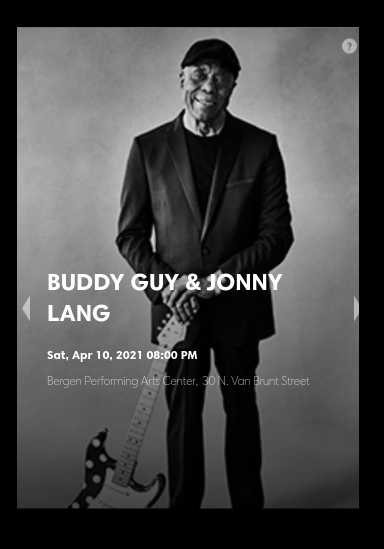 ?
BUDDY GUY & JONNY
LANG
Sat, Apr 10, 2021 08:00 PM
Bergen Performing Arts Center, 30 N. Van Brunt Street